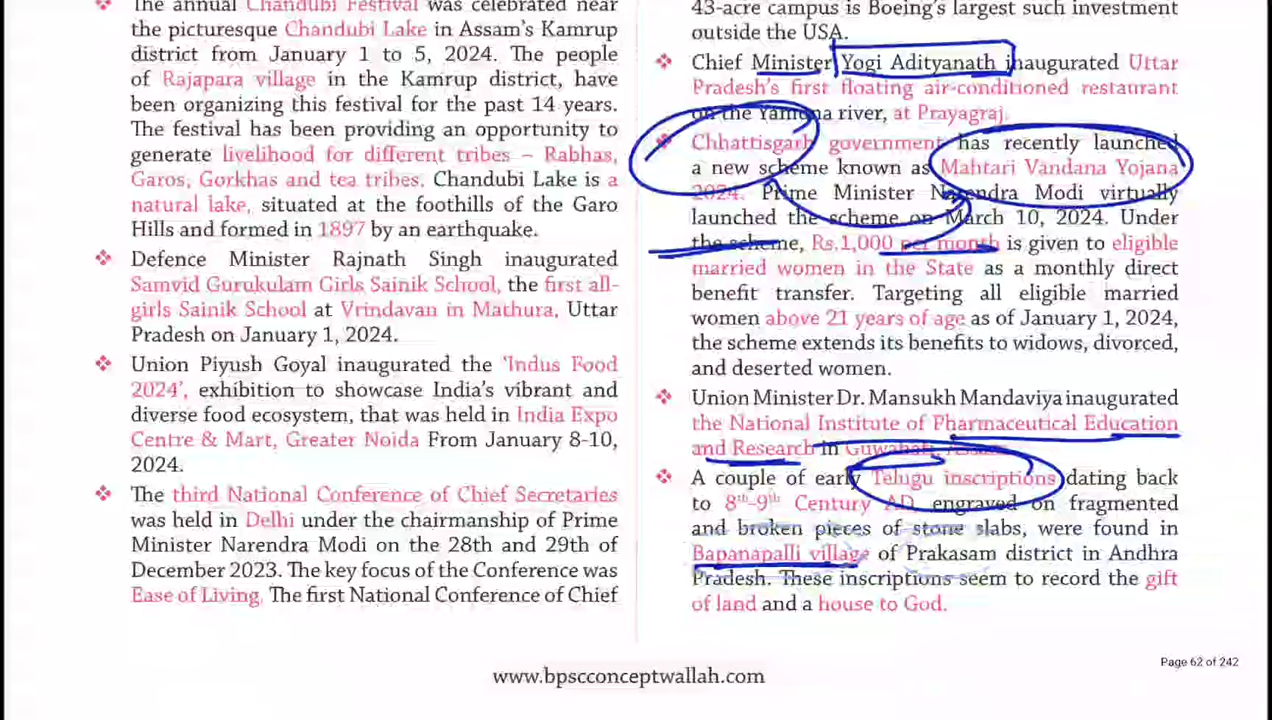 The annual Chandubi Festival was celebrated near
the picturesque Chandubi Lake in Assam's Kamrup
district from January 1 to 5, 2024. The people
of Rajapara village in the Kamrup district, have
been organizing this festival for the past 14 years.
The festival has been providing an opportunity to
generate livelihood for different tribes – Rabhas,
Garos, Gorkhas and tea tribes. Chandubi Lake is a
natural lake, situated at the foothills of the Garo
Hills and formed in 1897 by an earthquake.
❖ Defence Minister Rajnath Singh inaugurated
Samvid Gurukulam Girls Sainik School, the first all-
girls Sainik School at Vrindavan in Mathura, Uttar
Pradesh on January 1, 2024.
❖ Union Piyush Goyal inaugurated the 'Indus Food
2024', exhibition to showcase India's vibrant and
diverse food ecosystem, that was held in India Expo
Centre & Mart, Greater Noida From January 8-10,
2024.
❖ The third National Conference of Chief Secretaries
was held in Delhi under the chairmanship of Prime
Minister Narendra Modi on the 28th and 29th of
December 2023. The key focus of the Conference was
Ease of Living. The first National Conference of Chief
43-acre campus is Boeing's largest such investment
outside the USA.
❖ Chief Minister Yogi Adityanath inaugurated Uttar
Pradesh's first floating air-conditioned restaurant
on the Yamuna river, at Prayagraj.
❖ Chhattisgarh government has recently launched
a new scheme known as Mahtari Vandana Yojana
2024. Prime Minister Narendra Modi virtually
launched the scheme on March 10, 2024. Under
the scheme, Rs.1,000 per month is given to eligible
married women in the State as a monthly direct
benefit transfer. Targeting all eligible married
women above 21 years of age as of January 1, 2024,
the scheme extends its benefits to widows, divorced,
and deserted women.
❖ Union Minister Dr. Mansukh Mandaviya inaugurated
the National Institute of Pharmaceutical Education
and Research in Guwahati, Assam.
❖ A couple of early Telugu inscriptions dating back
to 8th-9th Century AD, engraved on fragmented
and broken pieces of stone slabs, were found in
Bapanapalli village of Prakasam district in Andhra
Pradesh. These inscriptions seem to record the gift
of land and a house to God.
Page 62 of 242
www.bpscconceptwallah.com